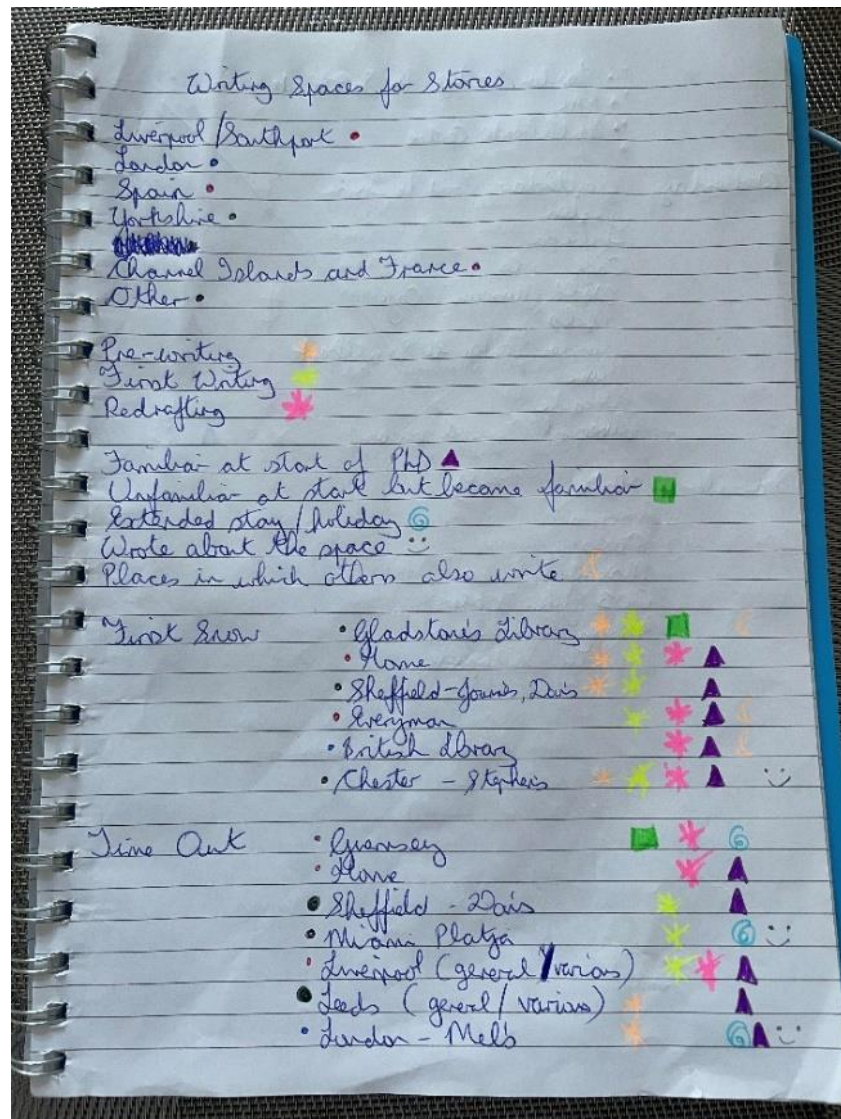 Writing Spaces for Stories
Liverpool/Southport
London
Spain
Yorkshire
Channel Islands and France
Other
Pre-writing
First Writing
Redrafting
Familiar at start of PhD
Unfamiliar at start but became familiar
Extended stay/holiday
Wrote about the space
Places in which others also write
First Snow • Gladstone's Library
• Home
• Sheffield - Dais
• Everyman
• British Library
• Chester - Stephen's
Time Out • Guernsey
• Home
• Sheffield - Dais
• Miami Platja
• Liverpool (general/various)
• Leeds (general/various)
• London - Mel's